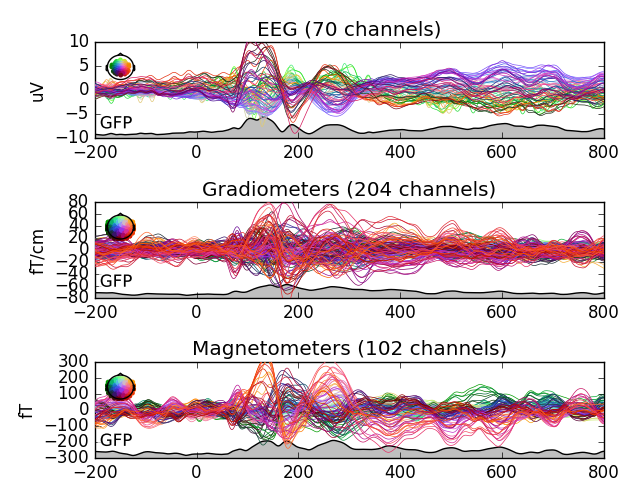 EEG (70 channels)
10
5
0
−5
−10
uV
GFP
−200 0 200 400 600 800
Gradiometers (204 channels)
80
60
40
20
0
−20
−40
−60
−80
fT/cm
GFP
−200 0 200 400 600 800
Magnetometers (102 channels)
300
200
100
0
−100
−200
−300
fT
GFP
−200 0 200 400 600 800